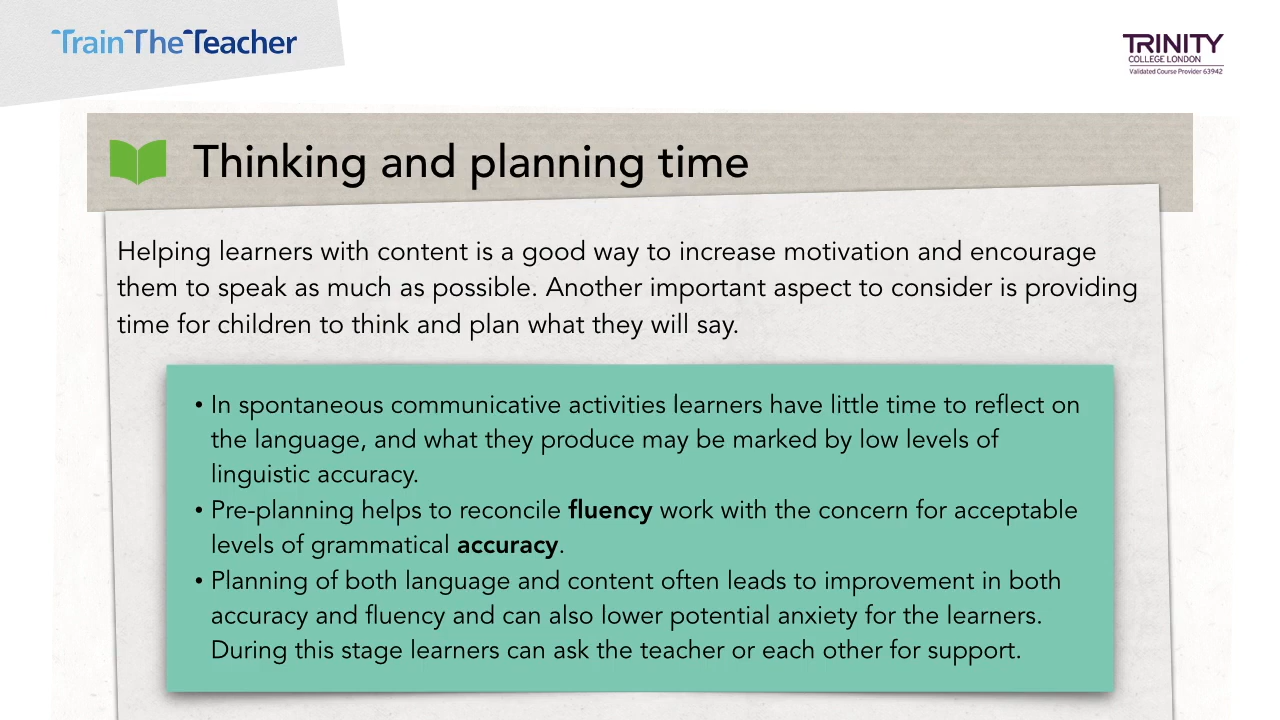 TrainTheTeacher
TRINITY
COLLEGE LONDON
Validated Course Provider 63942
Thinking and planning time
Helping learners with content is a good way to increase motivation and encourage
them to speak as much as possible. Another important aspect to consider is providing
time for children to think and plan what they will say.
• In spontaneous communicative activities learners have little time to reflect on
the language, and what they produce may be marked by low levels of
linguistic accuracy.
• Pre-planning helps to reconcile fluency work with the concern for acceptable
levels of grammatical accuracy.
• Planning of both language and content often leads to improvement in both
accuracy and fluency and can also lower potential anxiety for the learners.
During this stage learners can ask the teacher or each other for support.